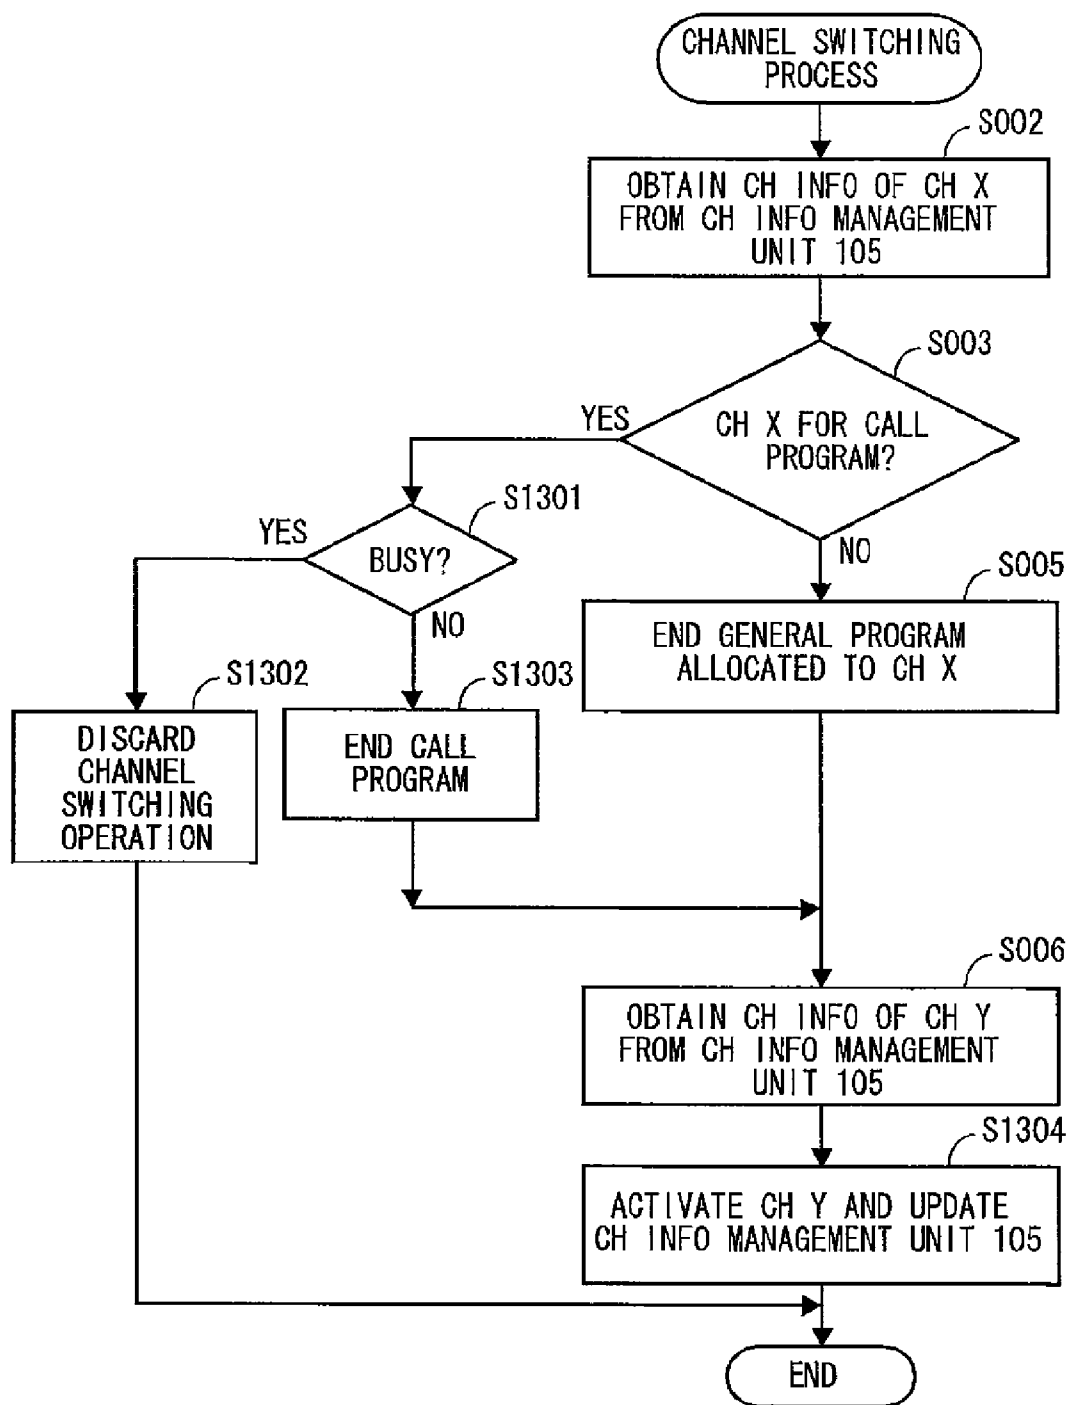 CHANNEL SWITCHING
PROCESS
S002
OBTAIN CH INFO OF CH X
FROM CH INFO MANAGEMENT
UNIT 105
S003
CH X FOR CALL
PROGRAM?
YES
NO
S1301
BUSY?
YES
NO
S005
END GENERAL PROGRAM
ALLOCATED TO CH X
S1302
DISCARD
CHANNEL
SWITCHING
OPERATION
S1303
END CALL
PROGRAM
S006
OBTAIN CH INFO OF CH Y
FROM CH INFO MANAGEMENT
UNIT 105
S1304
ACTIVATE CH Y AND UPDATE
CH INFO MANAGEMENT UNIT 105
END